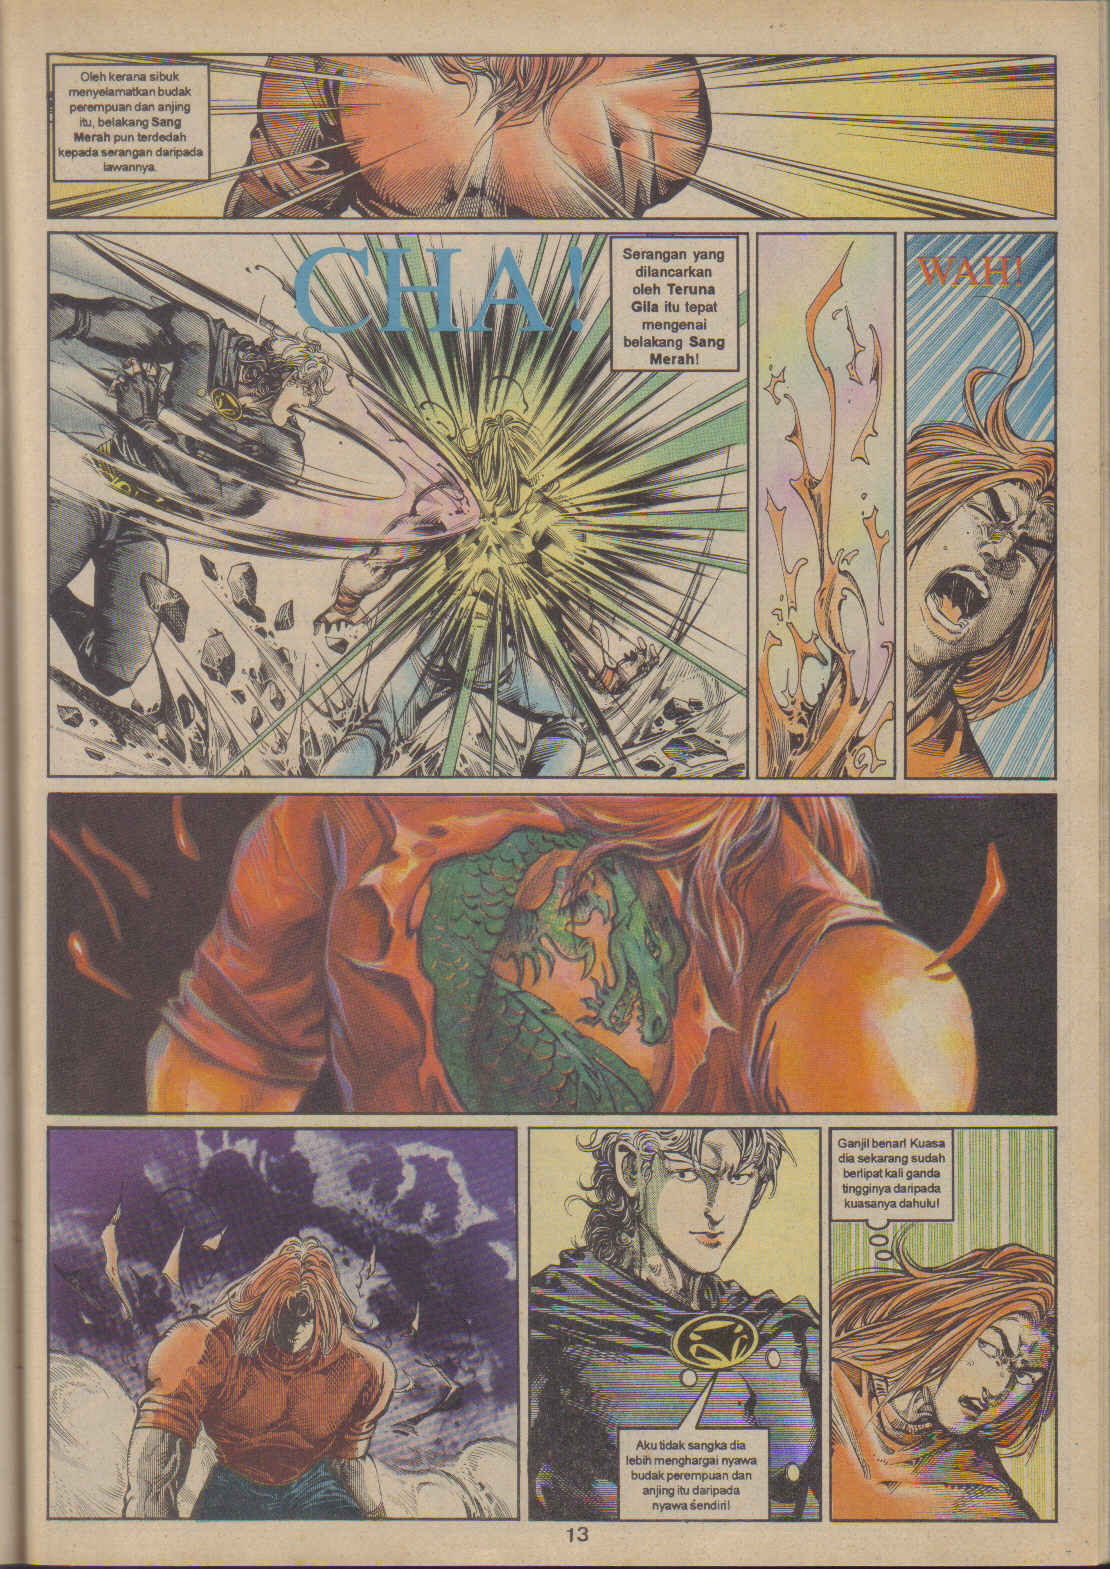 Oleh kerana sibuk
menyelamatkan budak
perempuan dan anjing
itu, belakang Sang
Merah pun terdedah
kepada serangan daripada
lawannya.
CHA!
Serangan yang
dilancarkan
oleh Teruna
Gila itu tepat
mengenai
belakang Sang
Merah!
WAH!
Aku tidak sangka dia
lebih menghargai nyawa
budak perempuan dan
anjing itu daripada
nyawa sendiri!
Ganjil benar! Kuasa
dia sekarang sudah
berlipat kali ganda
tingginya daripada
kuasanya dahulu!
13